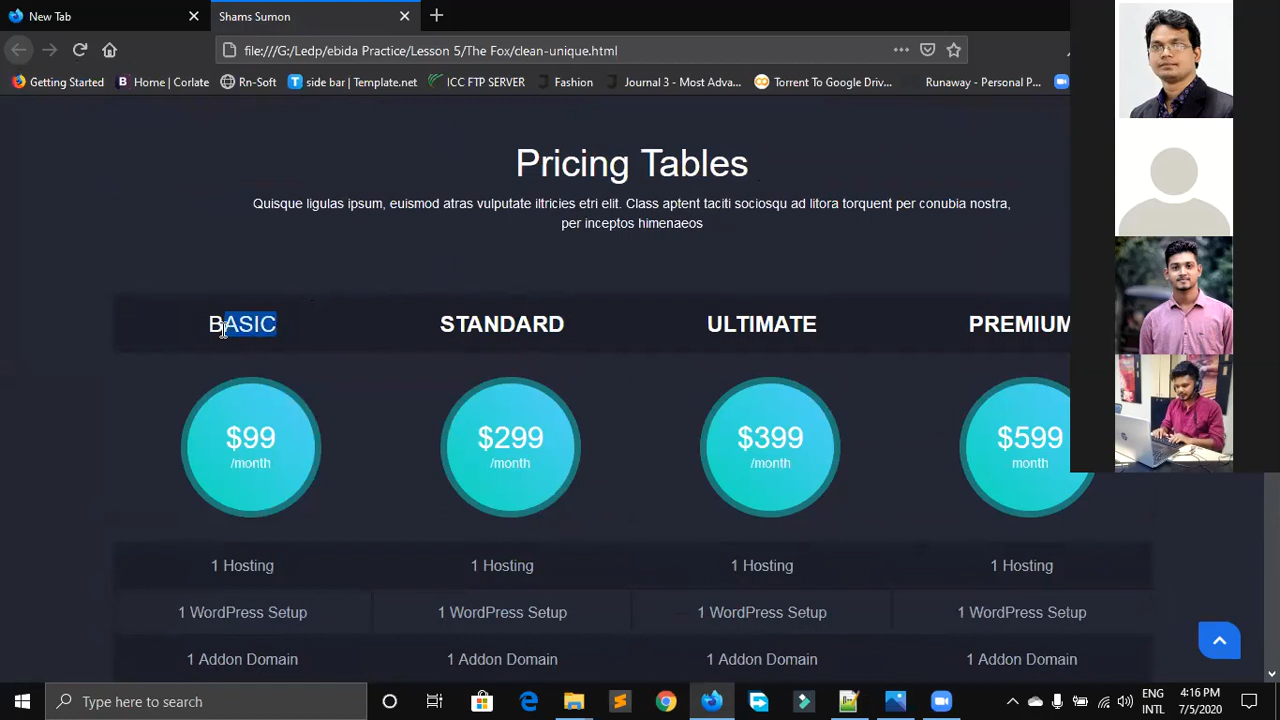 New Tab
Shams Sumon
file:///G:/Ledp/ebida Practice/Lesson 5/The Fox/clean-unique.html
Getting Started
Home | Corlate
Rn-Soft
side bar | Template.net
ICC FTP SERVER
Fashion
Journal 3 - Most Adva...
Torrent To Google Driv...
Runaway - Personal P...
Pricing Tables
Quisque ligulas ipsum, euismod atras vulputate iltricies etri elit. Class aptent taciti sociosqu ad litora torquent per conubia nostra,
per inceptos himenaeos
BASIC STANDARD ULTIMATE PREMIUM
$99 $299 $399 $599
/month /month /month month
1 Hosting 1 Hosting 1 Hosting 1 Hosting
1 WordPress Setup 1 WordPress Setup 1 WordPress Setup 1 WordPress Setup
1 Addon Domain 1 Addon Domain 1 Addon Domain 1 Addon Domain
Type here to search
ENG
INTL
4:16 PM
7/5/2020